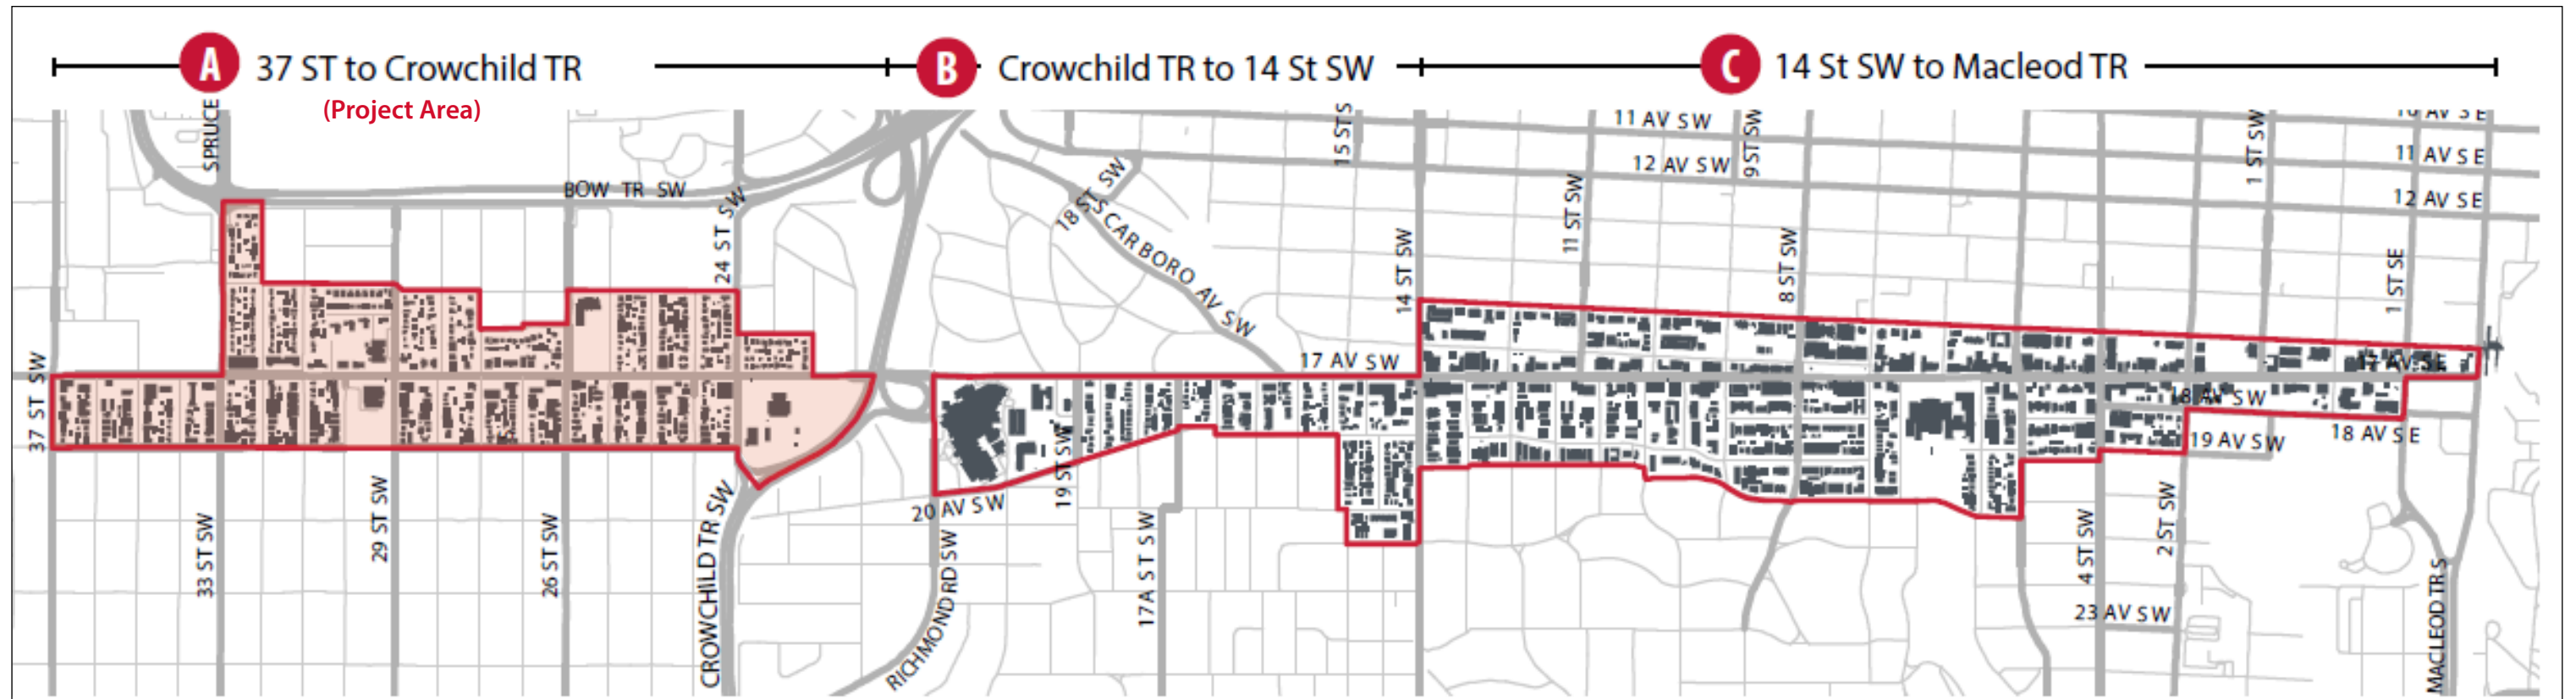 A 37 ST to Crowchild TR
(Project Area)
B Crowchild TR to 14 St SW
C 14 St SW to Macleod TR
SPRUCE
BOW TR SW
24 ST SW
37 ST SW
33 ST SW
29 ST SW
26 ST SW
CROWCHILD TR SW
18 ST SW
SCARBORO AV SW
15 ST S
17 AV SW
14 ST SW
20 AV SW
19 ST SW
RICHMOND RD SW
17A ST SW
11 AV SW
12 AV SW
9 ST SW
11 ST SW
8 ST SW
1 ST SW
10 AV SE
11 AV SE
12 AV SE
1 ST SE
17 AV SE
18 AV SW
19 AV SW
18 AV SE
4 ST SW
2 ST SW
23 AV SW
MACLEOD TR S